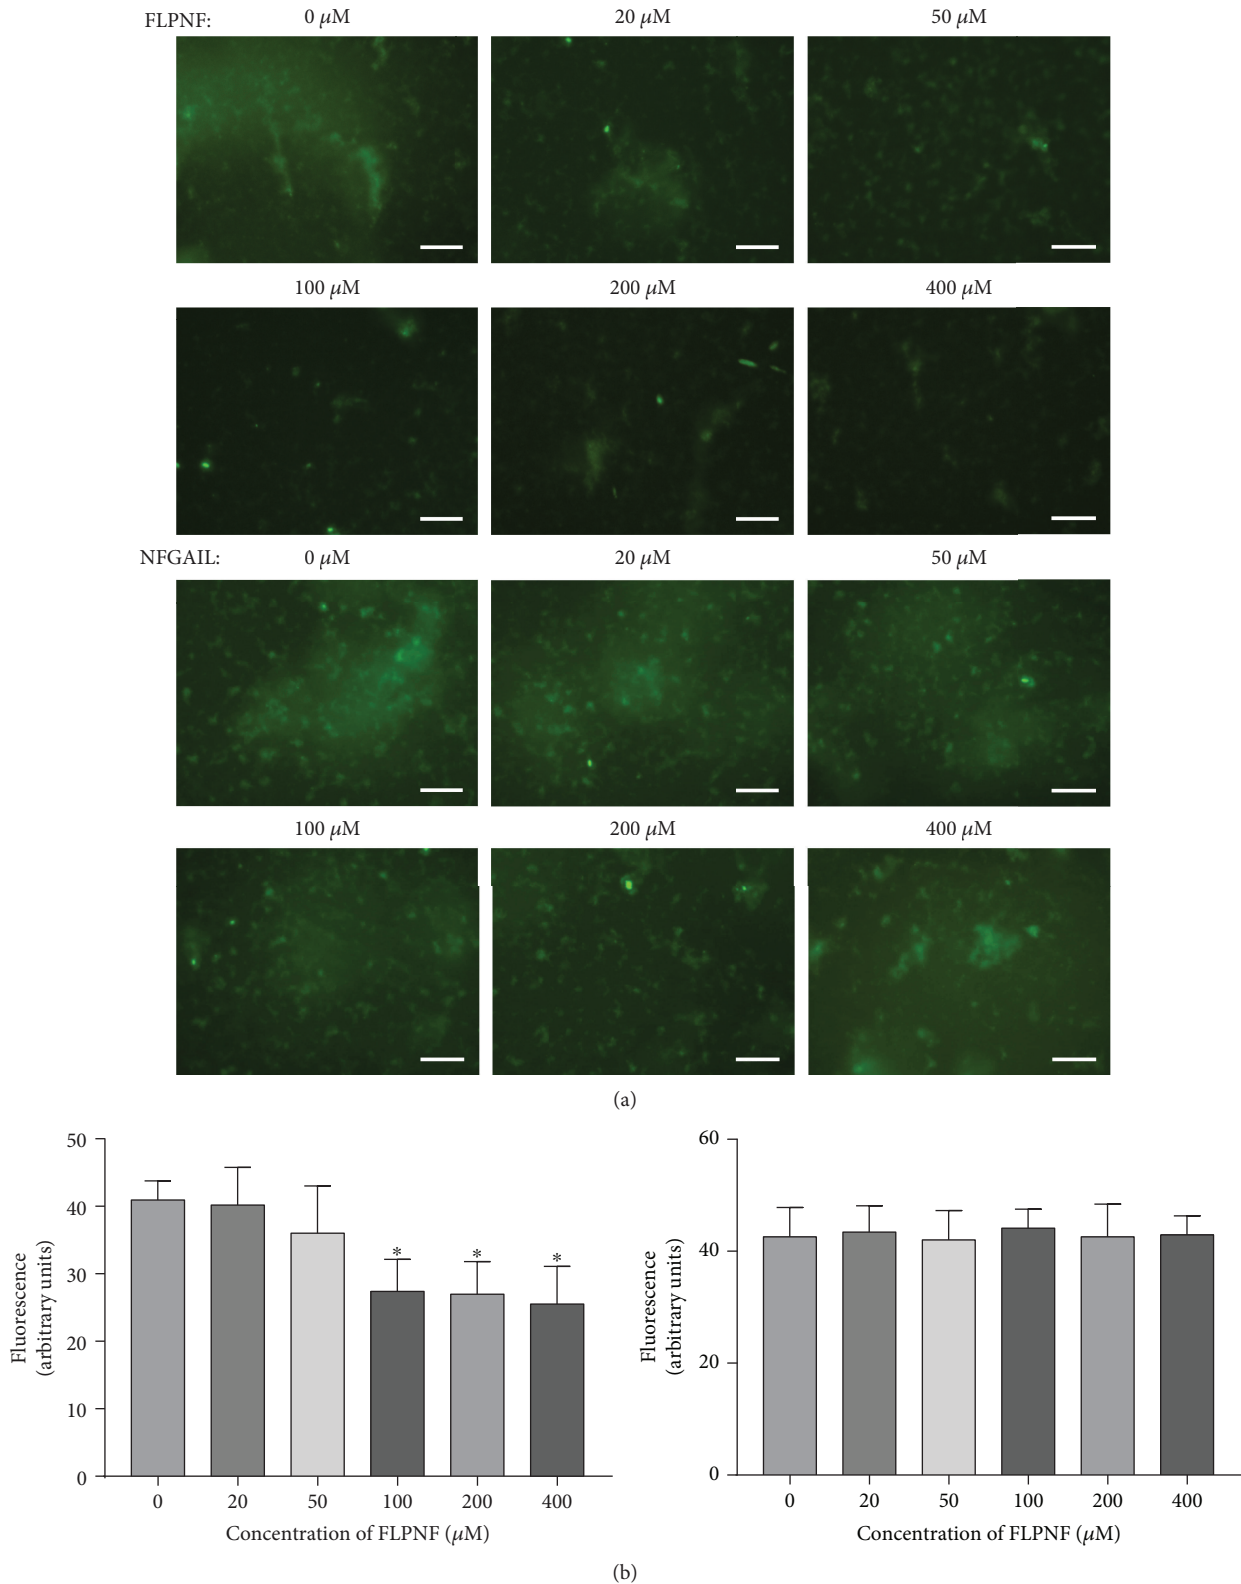 FLPNF: 0 μM 20 μM 50 μM
100 μM 200 μM 400 μM
NFGAIL: 0 μM 20 μM 50 μM
100 μM 200 μM 400 μM
(a)
50
40
30
20
10
0
Fluorescence
(arbitrary units)
* * *
0 20 50 100 200 400
Concentration of FLPNF (μM)
60
40
20
0
Fluorescence
(arbitrary units)
0 20 50 100 200 400
Concentration of FLPNF (μM)
(b)